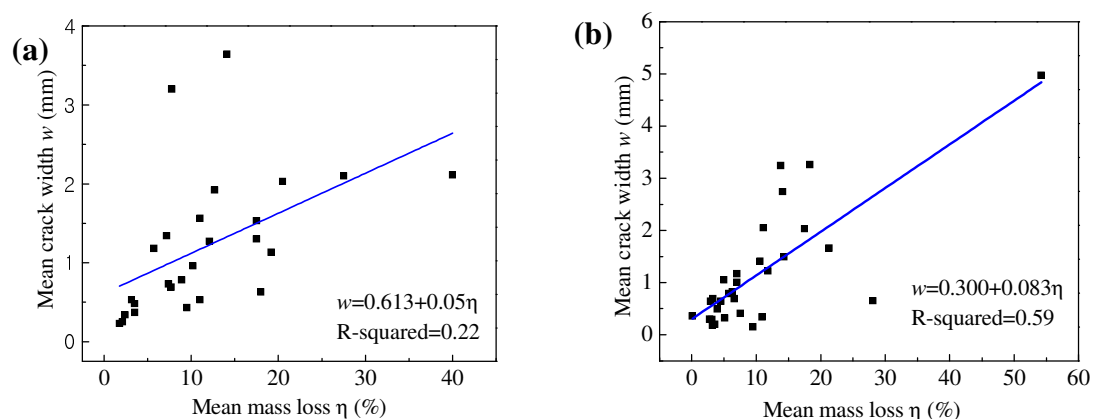 (a)
Mean crack width w (mm)
4
3
2
1
0
w=0.613+0.05η
R-squared=0.22
0 10 20 30 40
Mean mass loss η (%)
(b)
Mean crack width w (mm)
6
5
4
3
2
1
0
w=0.300+0.083η
R-squared=0.59
0 10 20 30 40 50 60
Mean mass loss η (%)